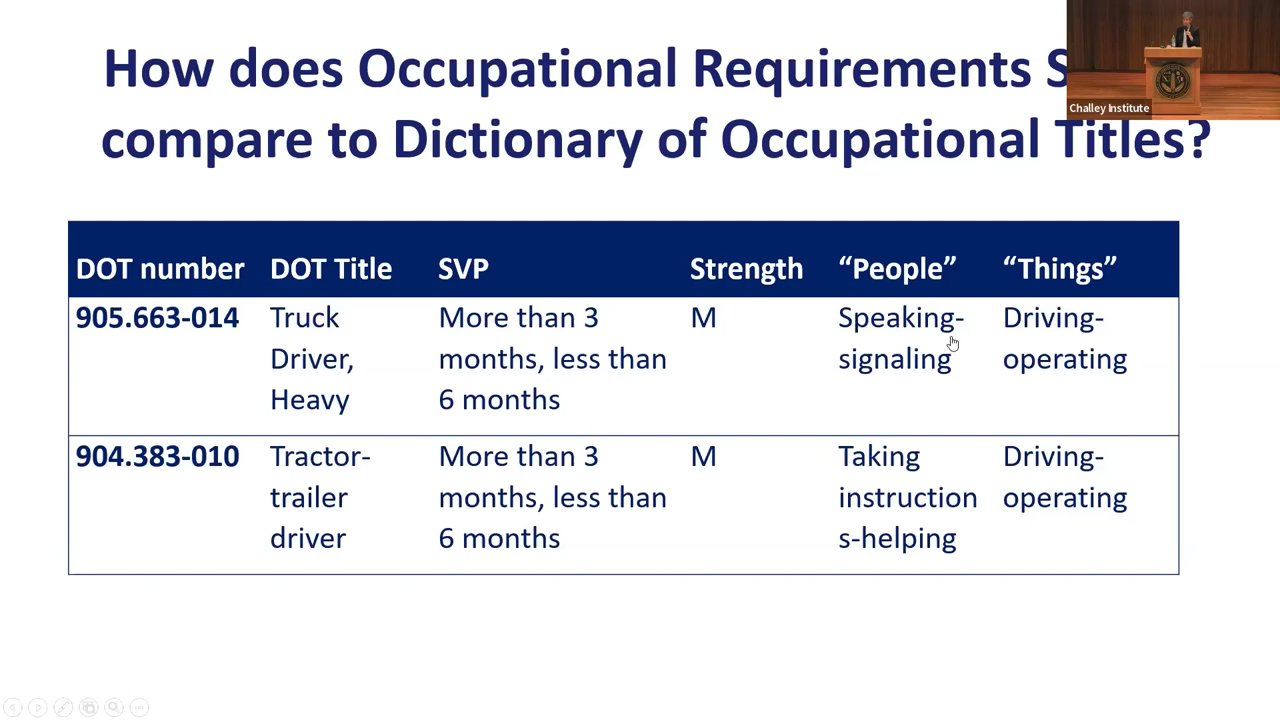 How does Occupational Requirements S
compare to Dictionary of Occupational Titles?
Challey Institute
DOT number DOT Title SVP Strength “People” “Things”
905.663-014 Truck More than 3 M Speaking- Driving-
Driver, months, less than signaling operating
Heavy 6 months
904.383-010 Tractor- More than 3 M Taking Driving-
trailer months, less than instruction operating
driver 6 months s-helping